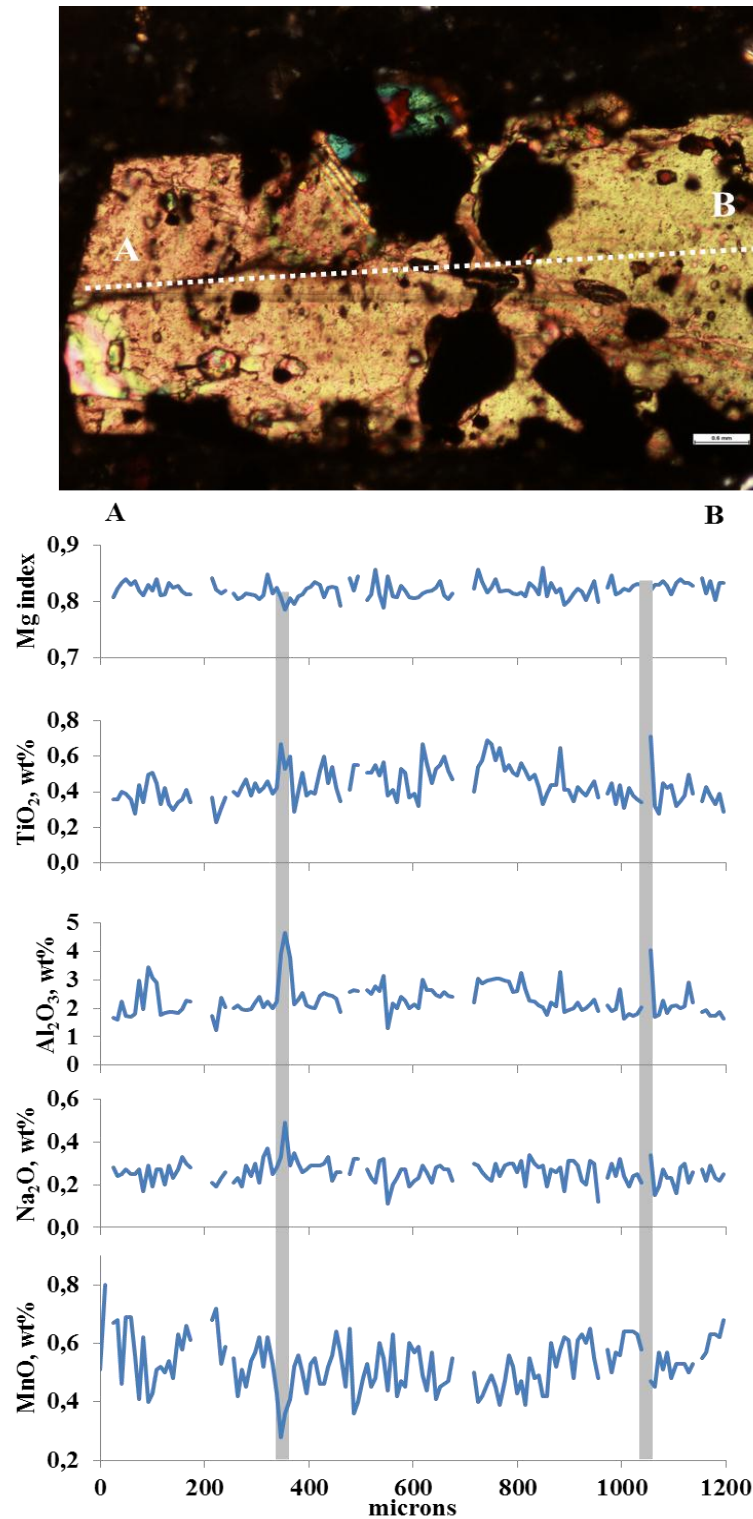 A
B
0.6 mm
A
B
Mg index
0,9
0,8
0,7
TiO₂, wt%
0,8
0,6
0,4
0,2
0,0
Al₂O₃, wt%
5
4
3
2
1
0
Na₂O, wt%
0,6
0,4
0,2
0,0
MnO, wt%
0,8
0,6
0,4
0,2
0
200
400
600
800
1000
1200
microns